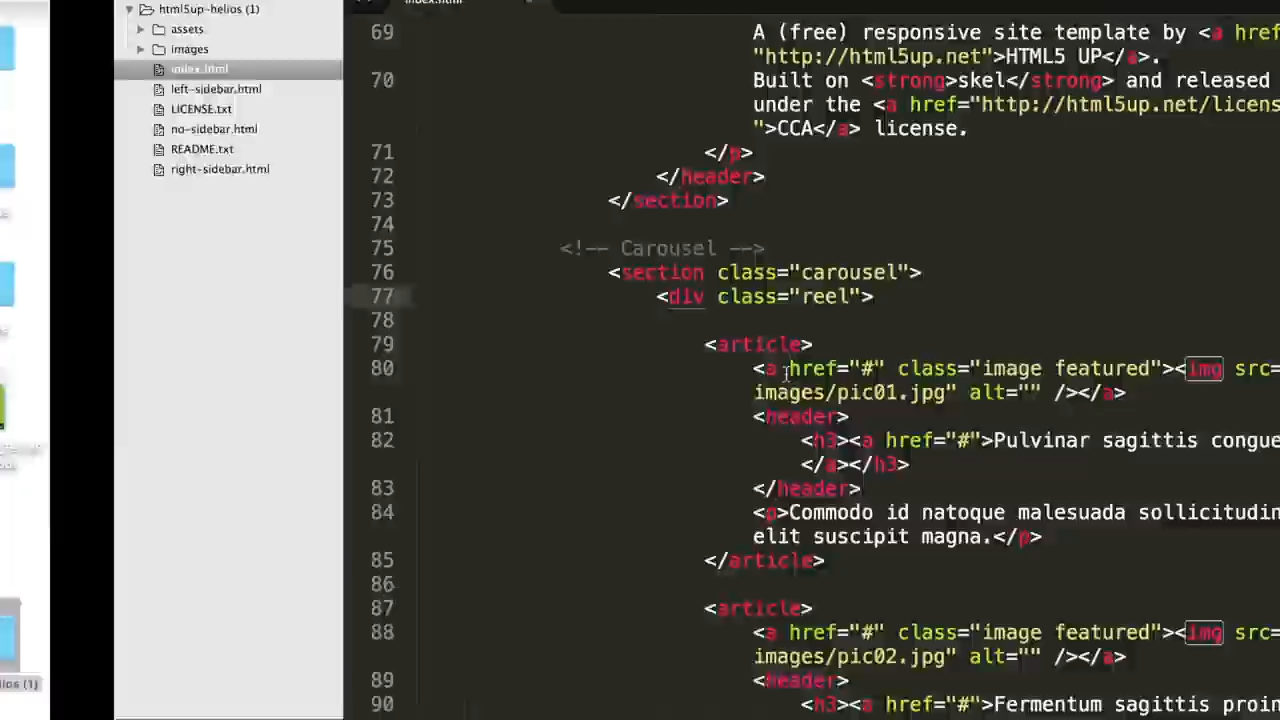 html5up-helios (1)
assets
images
index.html
left-sidebar.html
LICENSE.txt
no-sidebar.html
README.txt
right-sidebar.html
lios (1)
index.html
69 A (free) responsive site template by <a href
"http://html5up.net">HTML5 UP</a>.
70 Built on <strong>skel</strong> and released
under the <a href="http://html5up.net/licens
">CCA</a> license.
71 </p>
72 </header>
73 </section>
74
75 <!-- Carousel -->
76 <section class="carousel">
77 <div class="reel">
78
79 <article>
80 <a href="#" class="image featured"><img src=
images/pic01.jpg" alt="" /></a>
81 <header>
82 <h3><a href="#">Pulvinar sagittis congue
</a></h3>
83 </header>
84 <p>Commodo id natoque malesuada sollicitudin
elit suscipit magna.</p>
85 </article>
86
87 <article>
88 <a href="#" class="image featured"><img src=
images/pic02.jpg" alt="" /></a>
89 <header>
90 <h3><a href="#">Fermentum sagittis proin